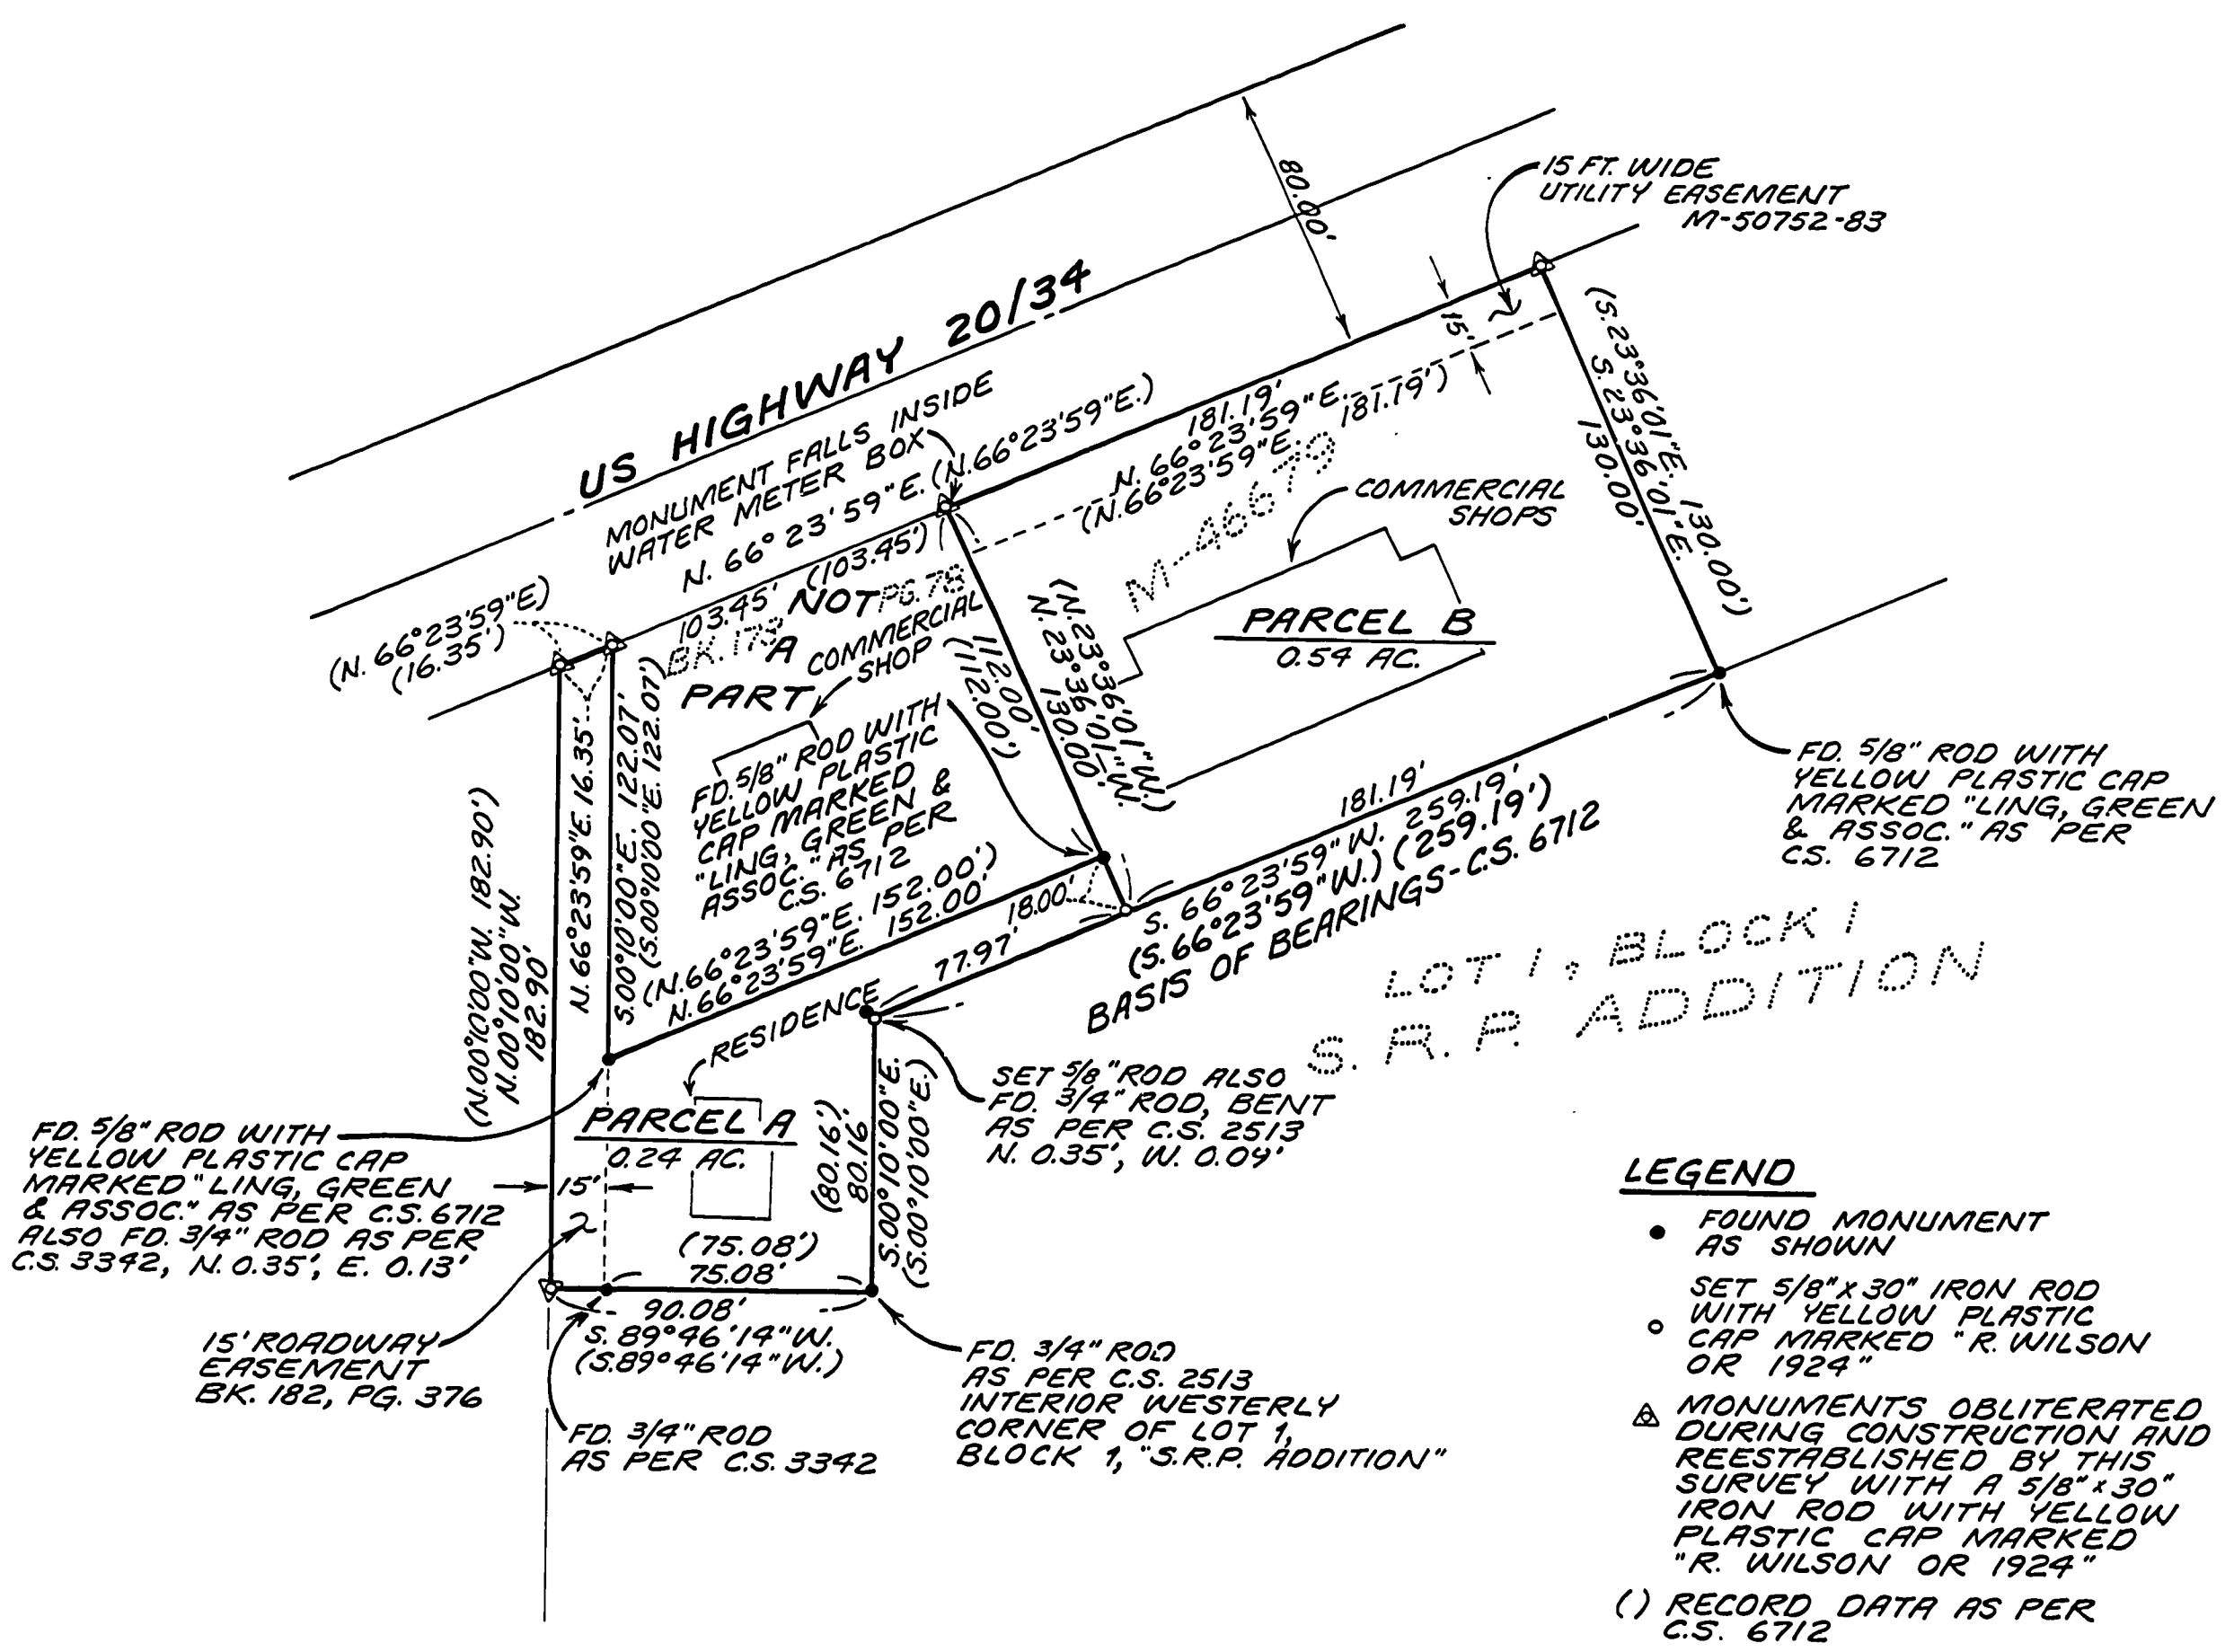 80.00'
15 FT. WIDE
UTILITY EASEMENT
M-50752-83
US HIGHWAY 20/34
MONUMENT FALLS INSIDE
WATER METER BOX
N. 66° 23' 59" E. (N.66°23'59"E.)
103.45' (103.45')
(N. 66°23'59"E)
(16.35')
15'
181.19'
N. 66°23'59"E.
(N.66°23'59"E. 181.19')
M-46679
(S.23°36'01"E. 130.00')
S. 23°36'01"E.
130.00'
COMMERCIAL
SHOPS
PARCEL B
0.54 AC.
NOT
A
PART
BK. 178 PG. 78
COMMERCIAL
SHOP
112.00'
(112.00')
(N.23°36'01"W.)
N.23°36'01"W.
130.00'
FD. 5/8" ROD WITH
YELLOW PLASTIC
CAP MARKED
"LING, GREEN &
ASSOC." AS PER
C.S. 6712
(N.00°10'00"W. 182.90')
N.00°10'00"W.
182.90'
N. 66°23'59"E. 16.35'
S.00°10'00"E. 122.07'
(S.00°10'00"E. 122.07')
(N.66°23'59"E. 152.00')
N.66°23'59"E. 152.00'
18.00'
77.97'
181.19'
S. 66°23'59"W. 259.19'
(S.66°23'59"W.) (259.19')
BASIS OF BEARINGS-C.S. 6712
FD. 5/8" ROD WITH
YELLOW PLASTIC CAP
MARKED "LING, GREEN
& ASSOC." AS PER
C.S. 6712
LOT 1, BLOCK 1
S. R. P. ADDITION
RESIDENCE
PARCEL A
0.24 AC.
15'
(80.16')
80.16'
S.00°10'00"E.
(S.00°10'00"E.)
SET 5/8" ROD ALSO
FD. 3/4" ROD, BENT
AS PER C.S. 2513
N. 0.35', W. 0.09'
FD. 5/8" ROD WITH
YELLOW PLASTIC CAP
MARKED "LING, GREEN
& ASSOC." AS PER C.S. 6712
ALSO FD. 3/4" ROD AS PER
C.S. 3342, N. 0.35', E. 0.13'
(75.08')
75.08'
90.08'
S. 89°46'14"W.
(S.89°46'14"W.)
15' ROADWAY
EASEMENT
BK. 182, PG. 376
FD. 3/4" ROD
AS PER C.S. 3342
FD. 3/4" ROD
AS PER C.S. 2513
INTERIOR WESTERLY
CORNER OF LOT 1,
BLOCK 1, "S.R.P. ADDITION"
LEGEND
FOUND MONUMENT
AS SHOWN
SET 5/8" x 30" IRON ROD
WITH YELLOW PLASTIC
CAP MARKED "R. WILSON
OR 1924"
MONUMENTS OBLITERATED
DURING CONSTRUCTION AND
REESTABLISHED BY THIS
SURVEY WITH A 5/8" x 30"
IRON ROD WITH YELLOW
PLASTIC CAP MARKED
"R. WILSON OR 1924"
( ) RECORD DATA AS PER
C.S. 6712